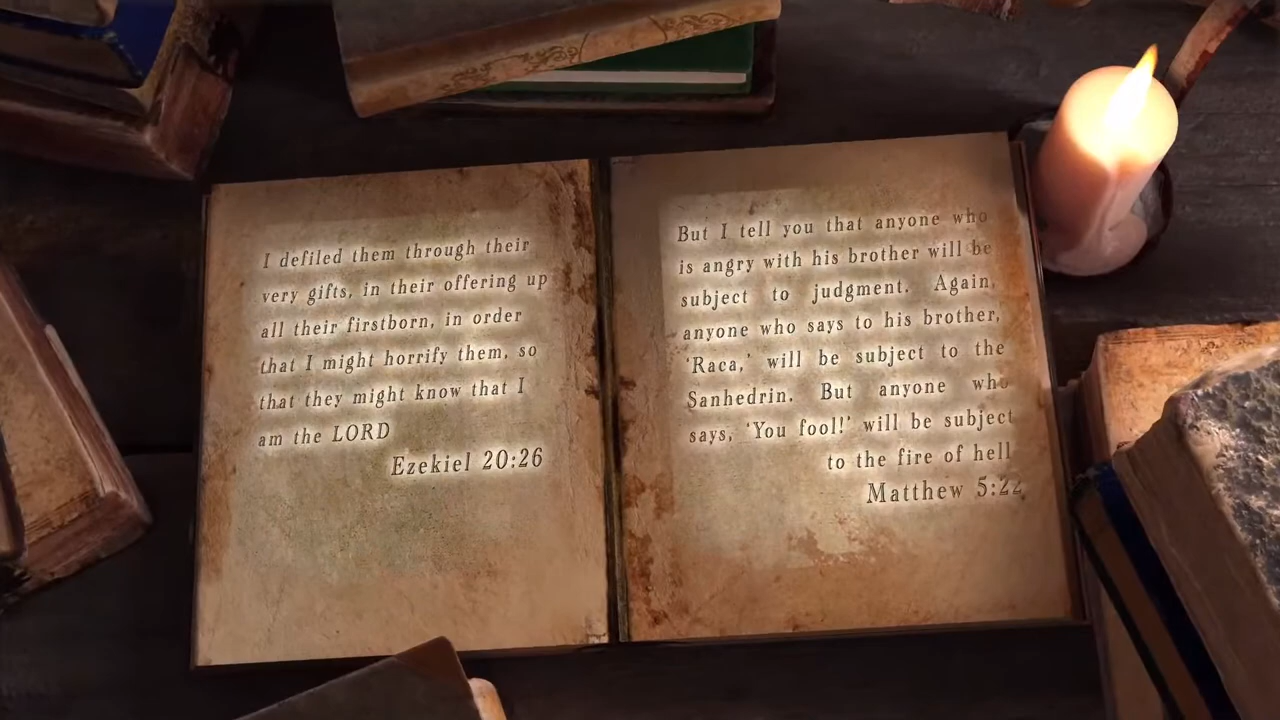 I defiled them through their
very gifts, in their offering up
all their firstborn, in order
that I might horrify them, so
that they might know that I
am the LORD
Ezekiel 20:26
But I tell you that anyone who
is angry with his brother will be
subject to judgment. Again,
anyone who says to his brother,
'Raca,' will be subject to the
Sanhedrin. But anyone who
says, 'You fool!' will be subject
to the fire of hell
Matthew 5:22